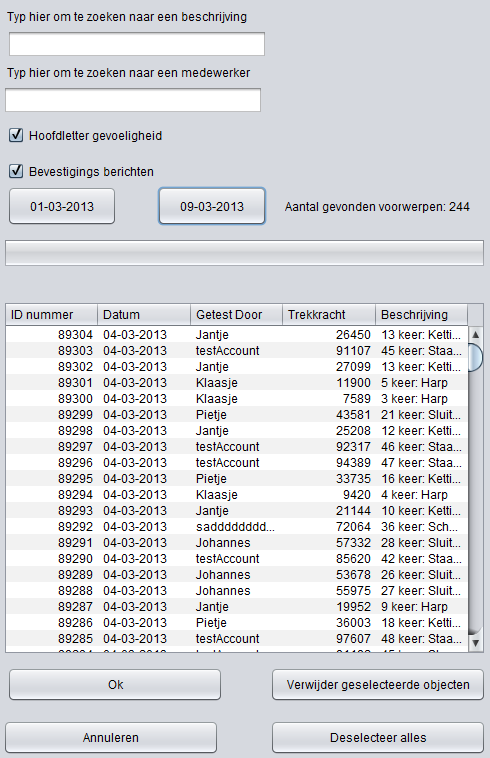 Typ hier om te zoeken naar een beschrijving
Typ hier om te zoeken naar een medewerker
Hoofdletter gevoeligheid
Bevestigings berichten
01-03-2013 09-03-2013 Aantal gevonden voorwerpen: 244
ID nummer Datum Getest Door Trekkracht Beschrijving
89304 04-03-2013 Jantje 26450 13 keer: Ketti...
89303 04-03-2013 testAccount 91107 45 keer: Staa...
89302 04-03-2013 Jantje 27099 13 keer: Ketti...
89301 04-03-2013 Klaasje 11900 5 keer: Harp
89300 04-03-2013 Klaasje 7589 3 keer: Harp
89299 04-03-2013 Pietje 43581 21 keer: Sluit...
89298 04-03-2013 Jantje 25208 12 keer: Ketti...
89297 04-03-2013 testAccount 92317 46 keer: Staa...
89296 04-03-2013 testAccount 94389 47 keer: Staa...
89295 04-03-2013 Pietje 33735 16 keer: Ketti...
89294 04-03-2013 Klaasje 9420 4 keer: Harp
89293 04-03-2013 Jantje 21144 10 keer: Ketti...
89292 04-03-2013 sadddddddd... 72064 36 keer: Sch...
89291 04-03-2013 Johannes 57332 28 keer: Sluit...
89290 04-03-2013 testAccount 85620 42 keer: Staa...
89289 04-03-2013 Johannes 53678 26 keer: Sluit...
89288 04-03-2013 Johannes 55975 27 keer: Sluit...
89287 04-03-2013 Jantje 19952 9 keer: Harp
89286 04-03-2013 Pietje 36003 18 keer: Ketti...
89285 04-03-2013 testAccount 97607 48 keer: Staa...
Ok Verwijder geselecteerde objecten
Annuleren Deselecteer alles